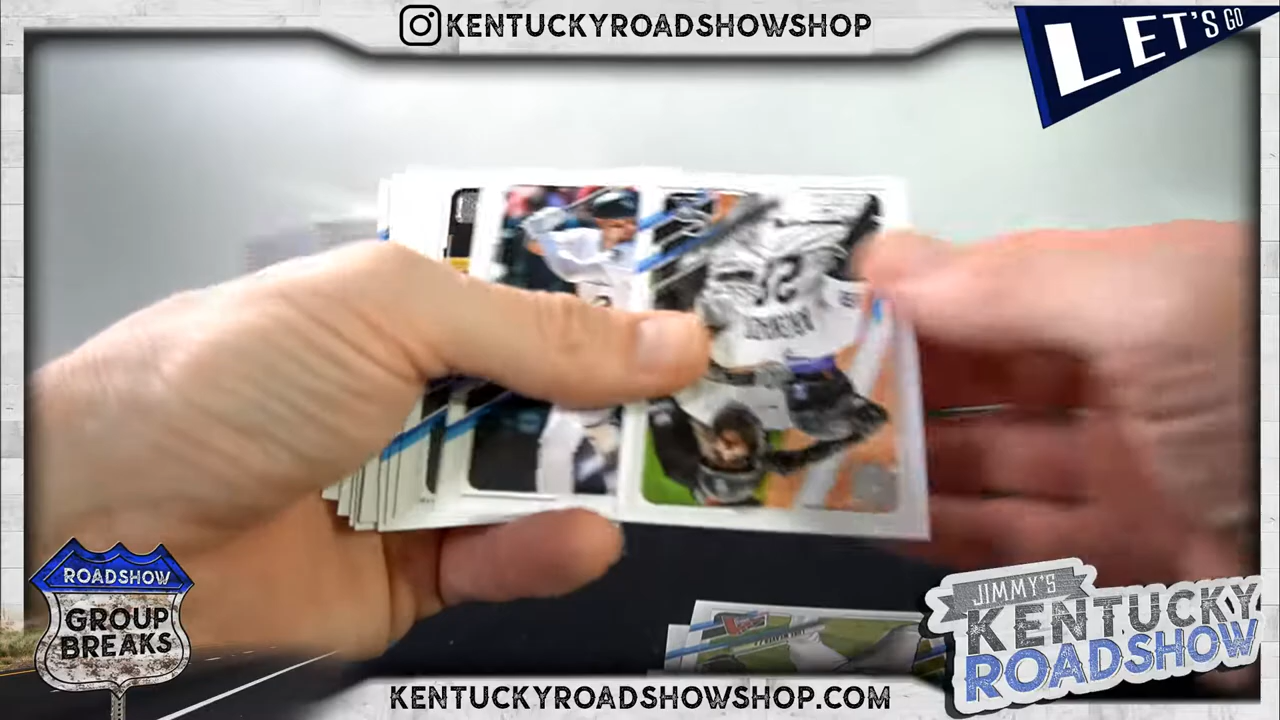 KENTUCKYROADSHOWSHOP
LET'S GO
ROADSHOW
GROUP
BREAKS
JIMMY'S
KENTUCKY
ROADSHOW
KENTUCKYROADSHOWSHOP.COM